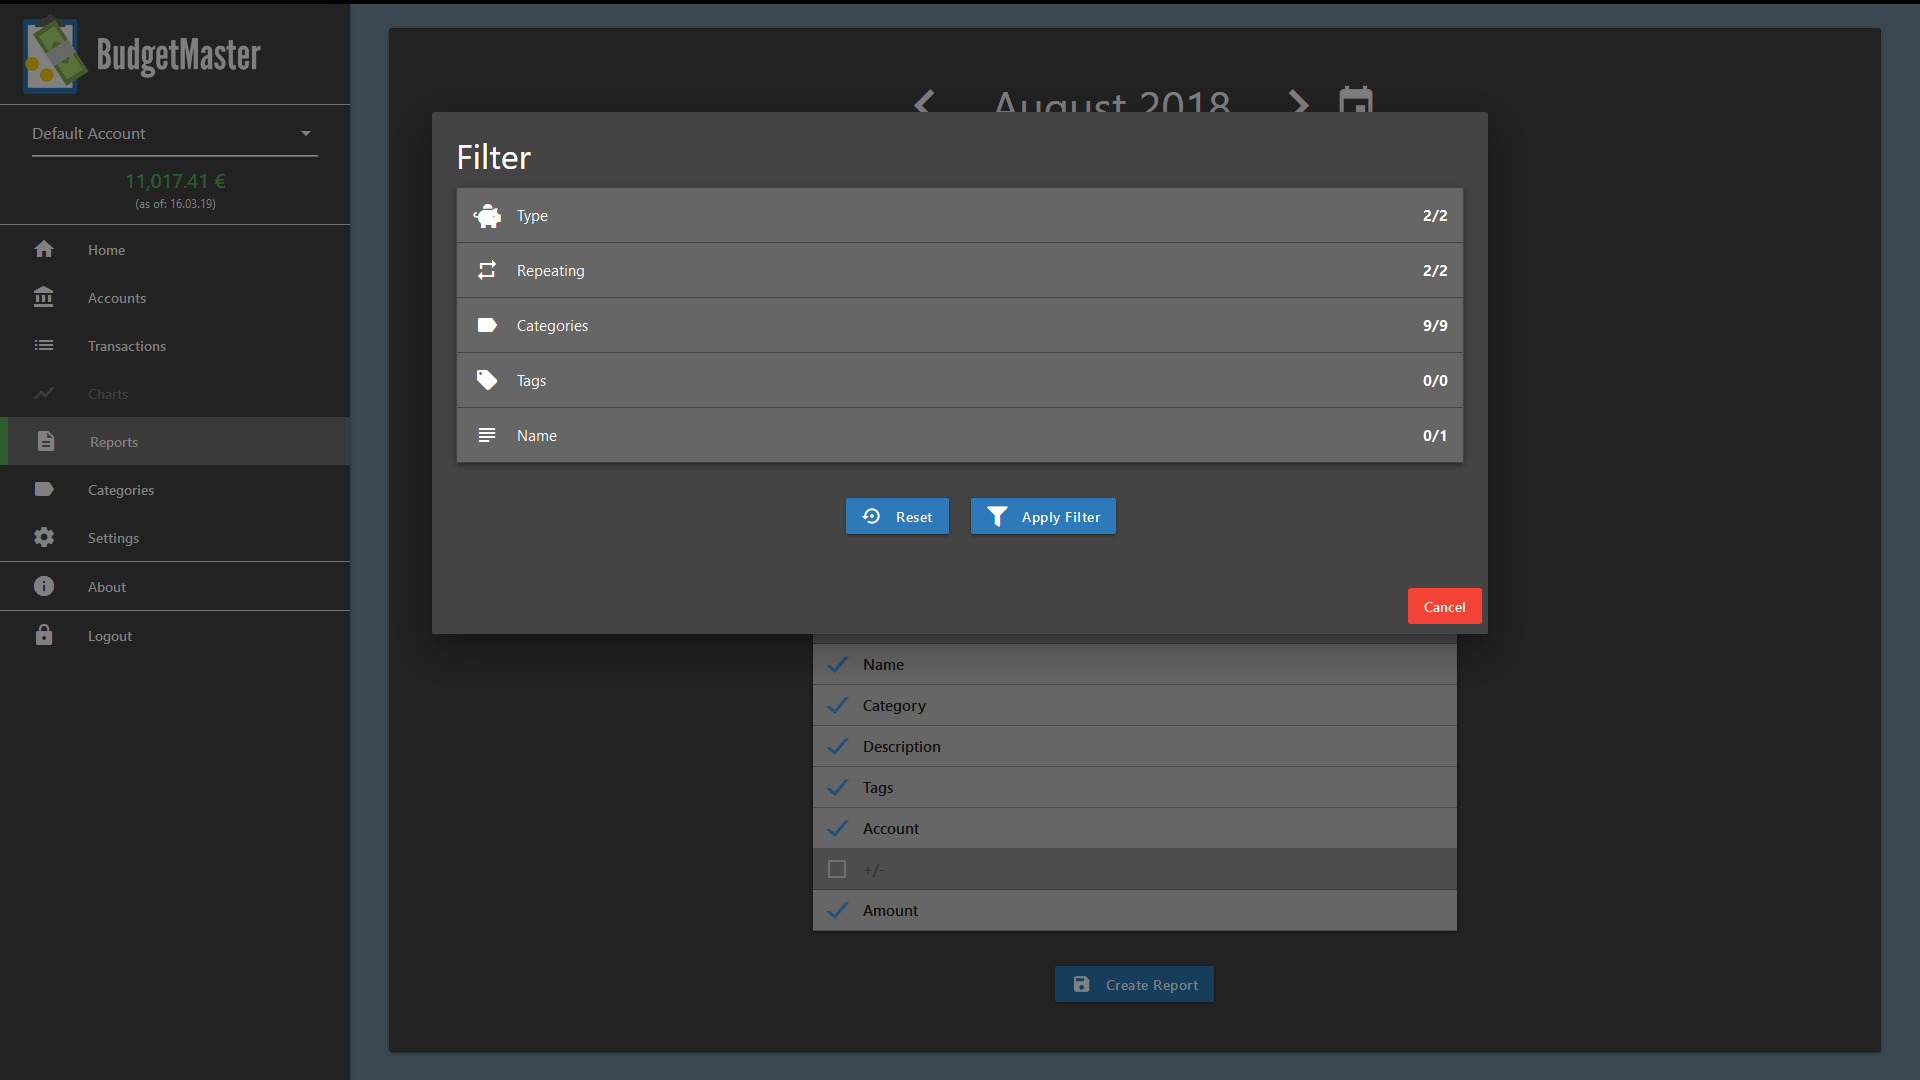 BudgetMaster
Default Account
11,017.41 €
(as of: 16.03.19)
Home
Accounts
Transactions
Charts
Reports
Categories
Settings
About
Logout
August 2018
Filter
Type 2/2
Repeating 2/2
Categories 9/9
Tags 0/0
Name 0/1
Reset Apply Filter
Cancel
Name
Category
Description
Tags
Account
+/-
Amount
Create Report